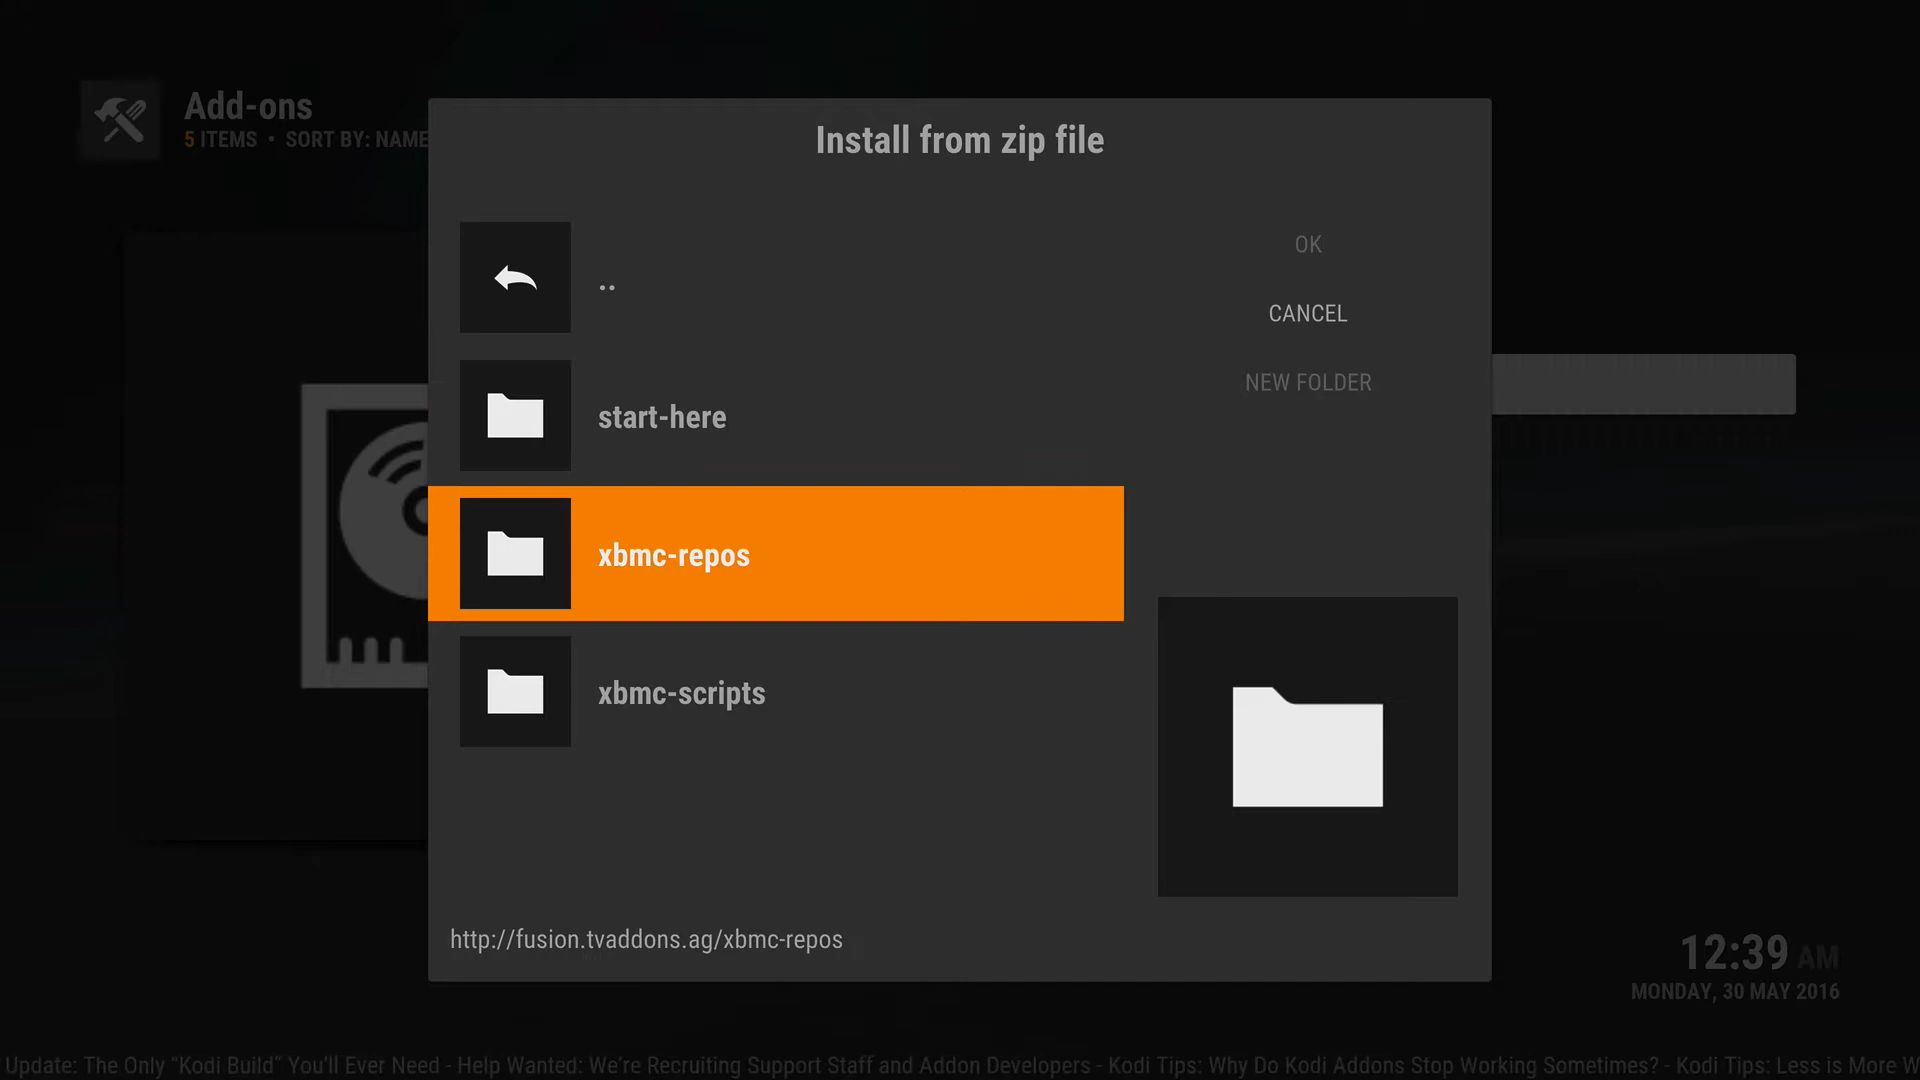 Add-ons
5 ITEMS • SORT BY: NAME
Install from zip file
..
start-here
xbmc-repos
xbmc-scripts
OK
CANCEL
NEW FOLDER
http://fusion.tvaddons.ag/xbmc-repos
12:39 AM
MONDAY, 30 MAY 2016
Update: The Only “Kodi Build” You’ll Ever Need - Help Wanted: We’re Recruiting Support Staff and Addon Developers - Kodi Tips: Why Do Kodi Addons Stop Working Sometimes? - Kodi Tips: Less is More W